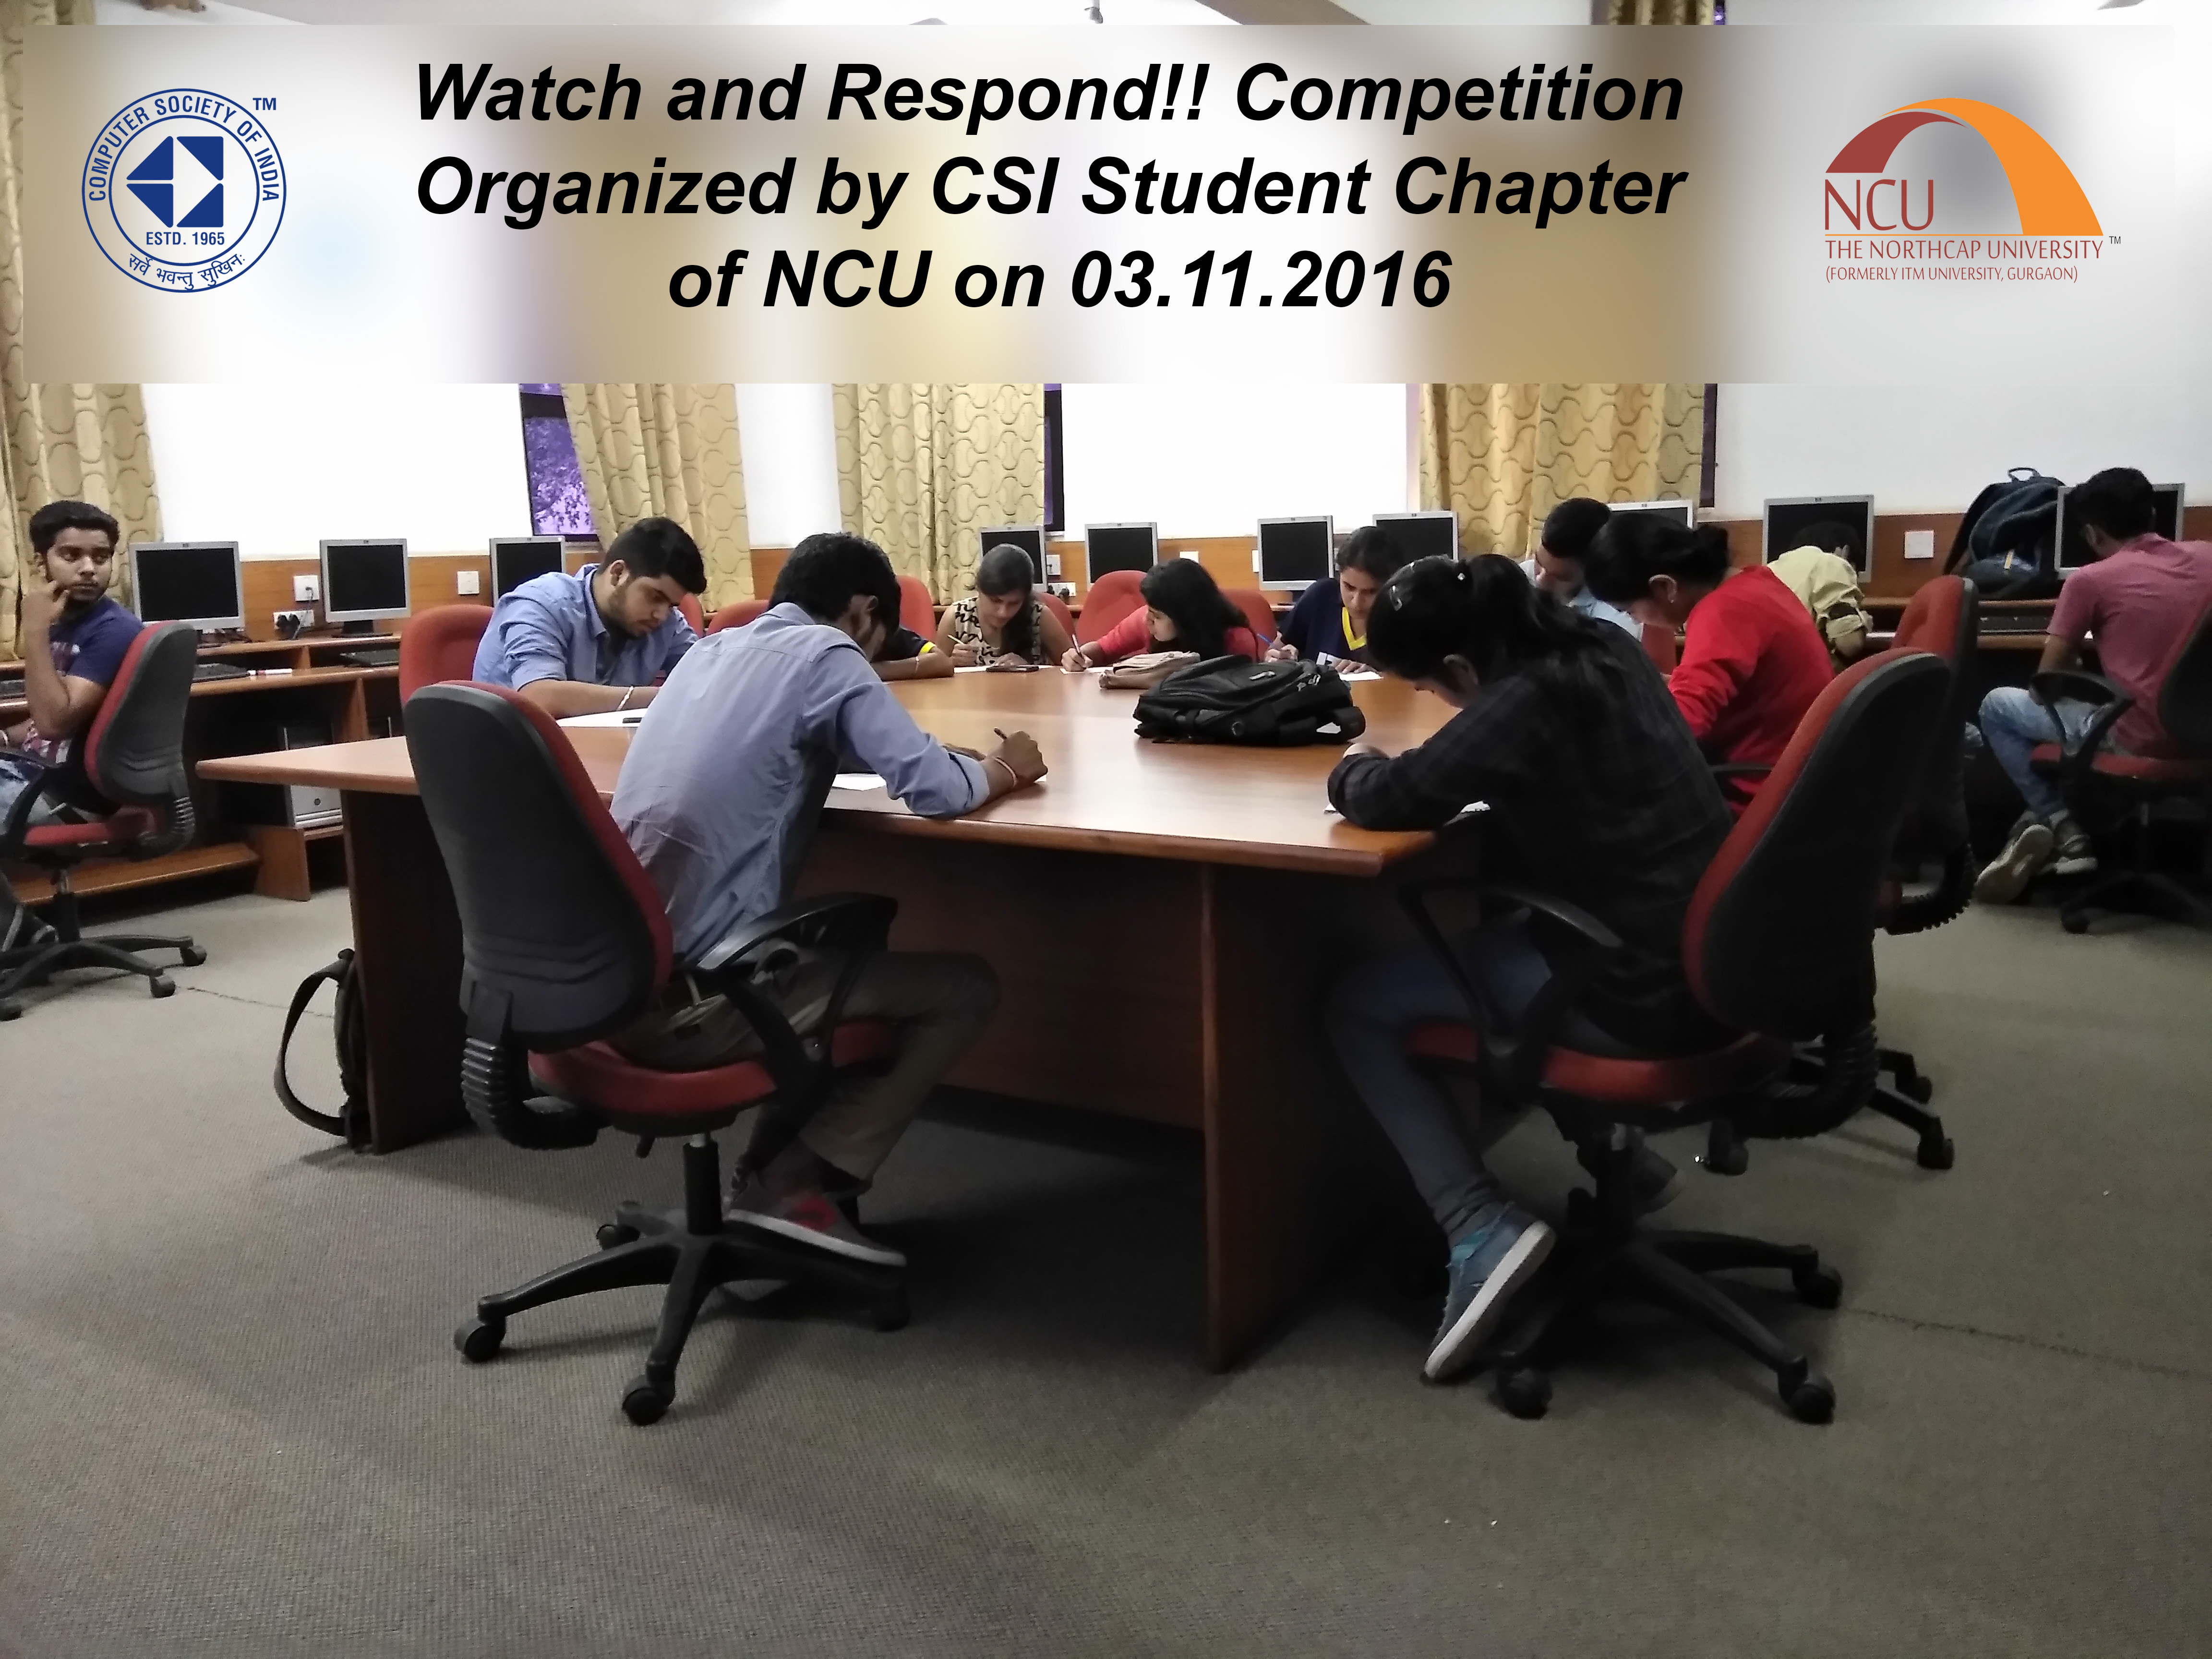 COMPUTER SOCIETY OF INDIA TM
ESTD. 1965
सर्वे भवन्तु सुखिनः
Watch and Respond!! Competition
Organized by CSI Student Chapter
of NCU on 03.11.2016
NCU
THE NORTHCAP UNIVERSITY TM
(FORMERLY ITM UNIVERSITY, GURGAON)